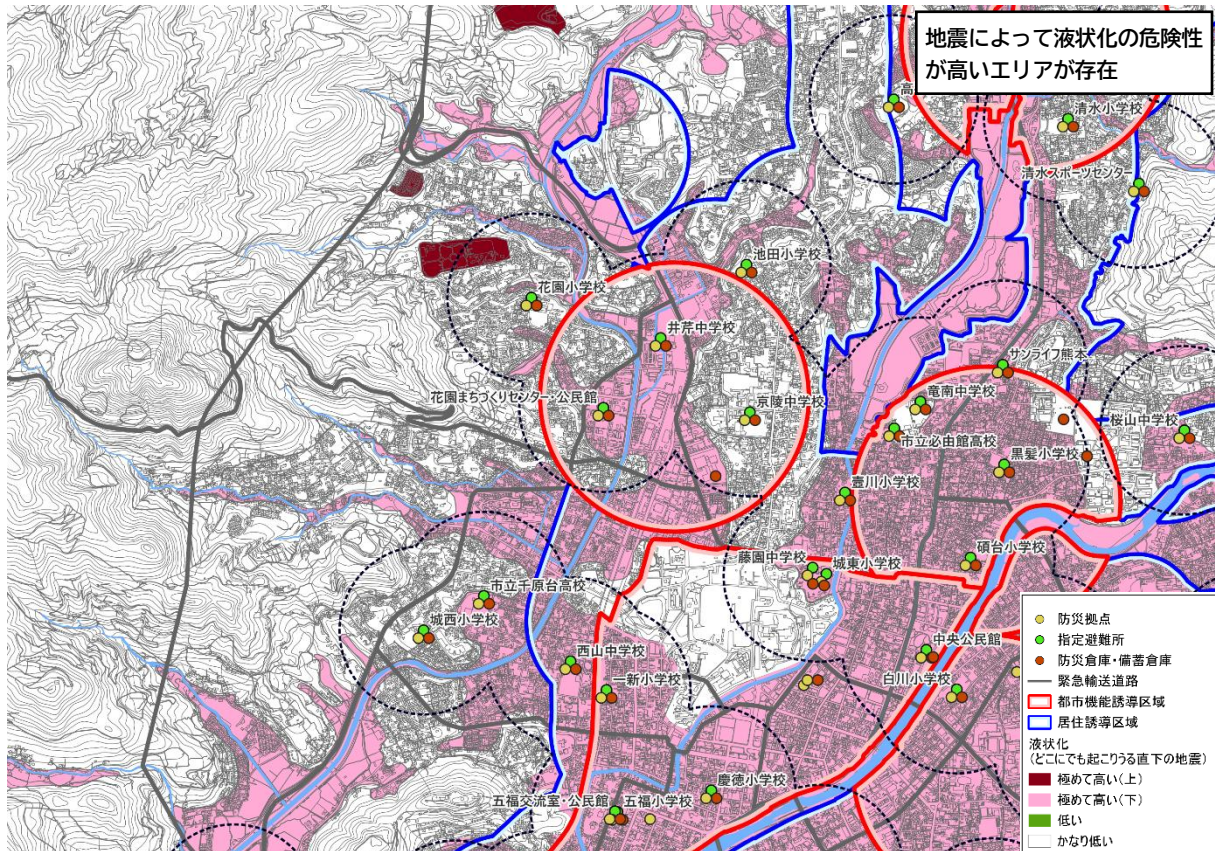 地震によって液状化の危険性
が高いエリアが存在
高
清水小学校
清水スポーツセンター
池田小学校
花園小学校
井芹中学校
サンライフ熊本
花園まちづくりセンター・公民館
京陵中学校
竜南中学校
桜山中学校
市立必由館高校
黒髪小学校
壺川小学校
藤園中学校
城東小学校
碩台小学校
市立千原台高校
城西小学校
中央公民館
西山中学校
一新小学校
白川小学校
慶徳小学校
五福交流室・公民館
五福小学校
防災拠点
指定避難所
防災倉庫・備蓄倉庫
緊急輸送道路
都市機能誘導区域
居住誘導区域
液状化
(どこにでも起こりうる直下の地震)
極めて高い(上)
極めて高い(下)
低い
かなり低い